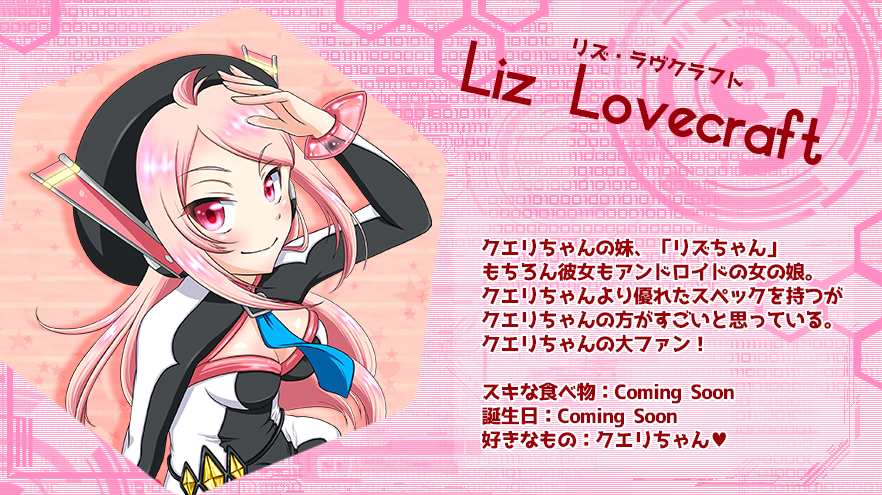 リズ・ラヴクラフト
Liz Lovecraft
クエリちゃんの妹、「リズちゃん」
もちろん彼女もアンドロイドの女の娘。
クエリちゃんより優れたスペックを持つが
クエリちゃんの方がすごいと思っている。
クエリちゃんの大ファン！
スキな食べ物：Coming Soon
誕生日：Coming Soon
好きなもの：クエリちゃん♥